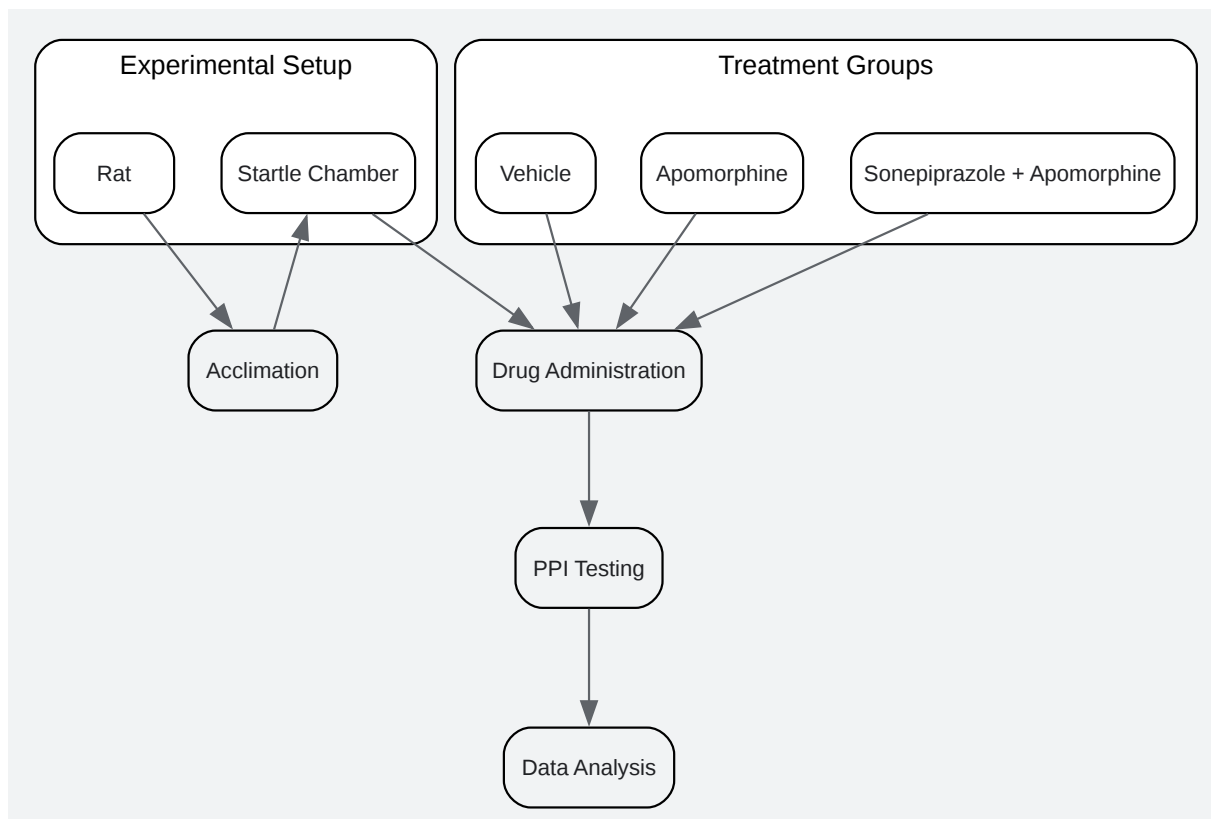 Experimental Setup
Treatment Groups
Rat
Startle Chamber
Vehicle
Apomorphine
Sonepiprazole + Apomorphine
Acclimation
Drug Administration
PPI Testing
Data Analysis